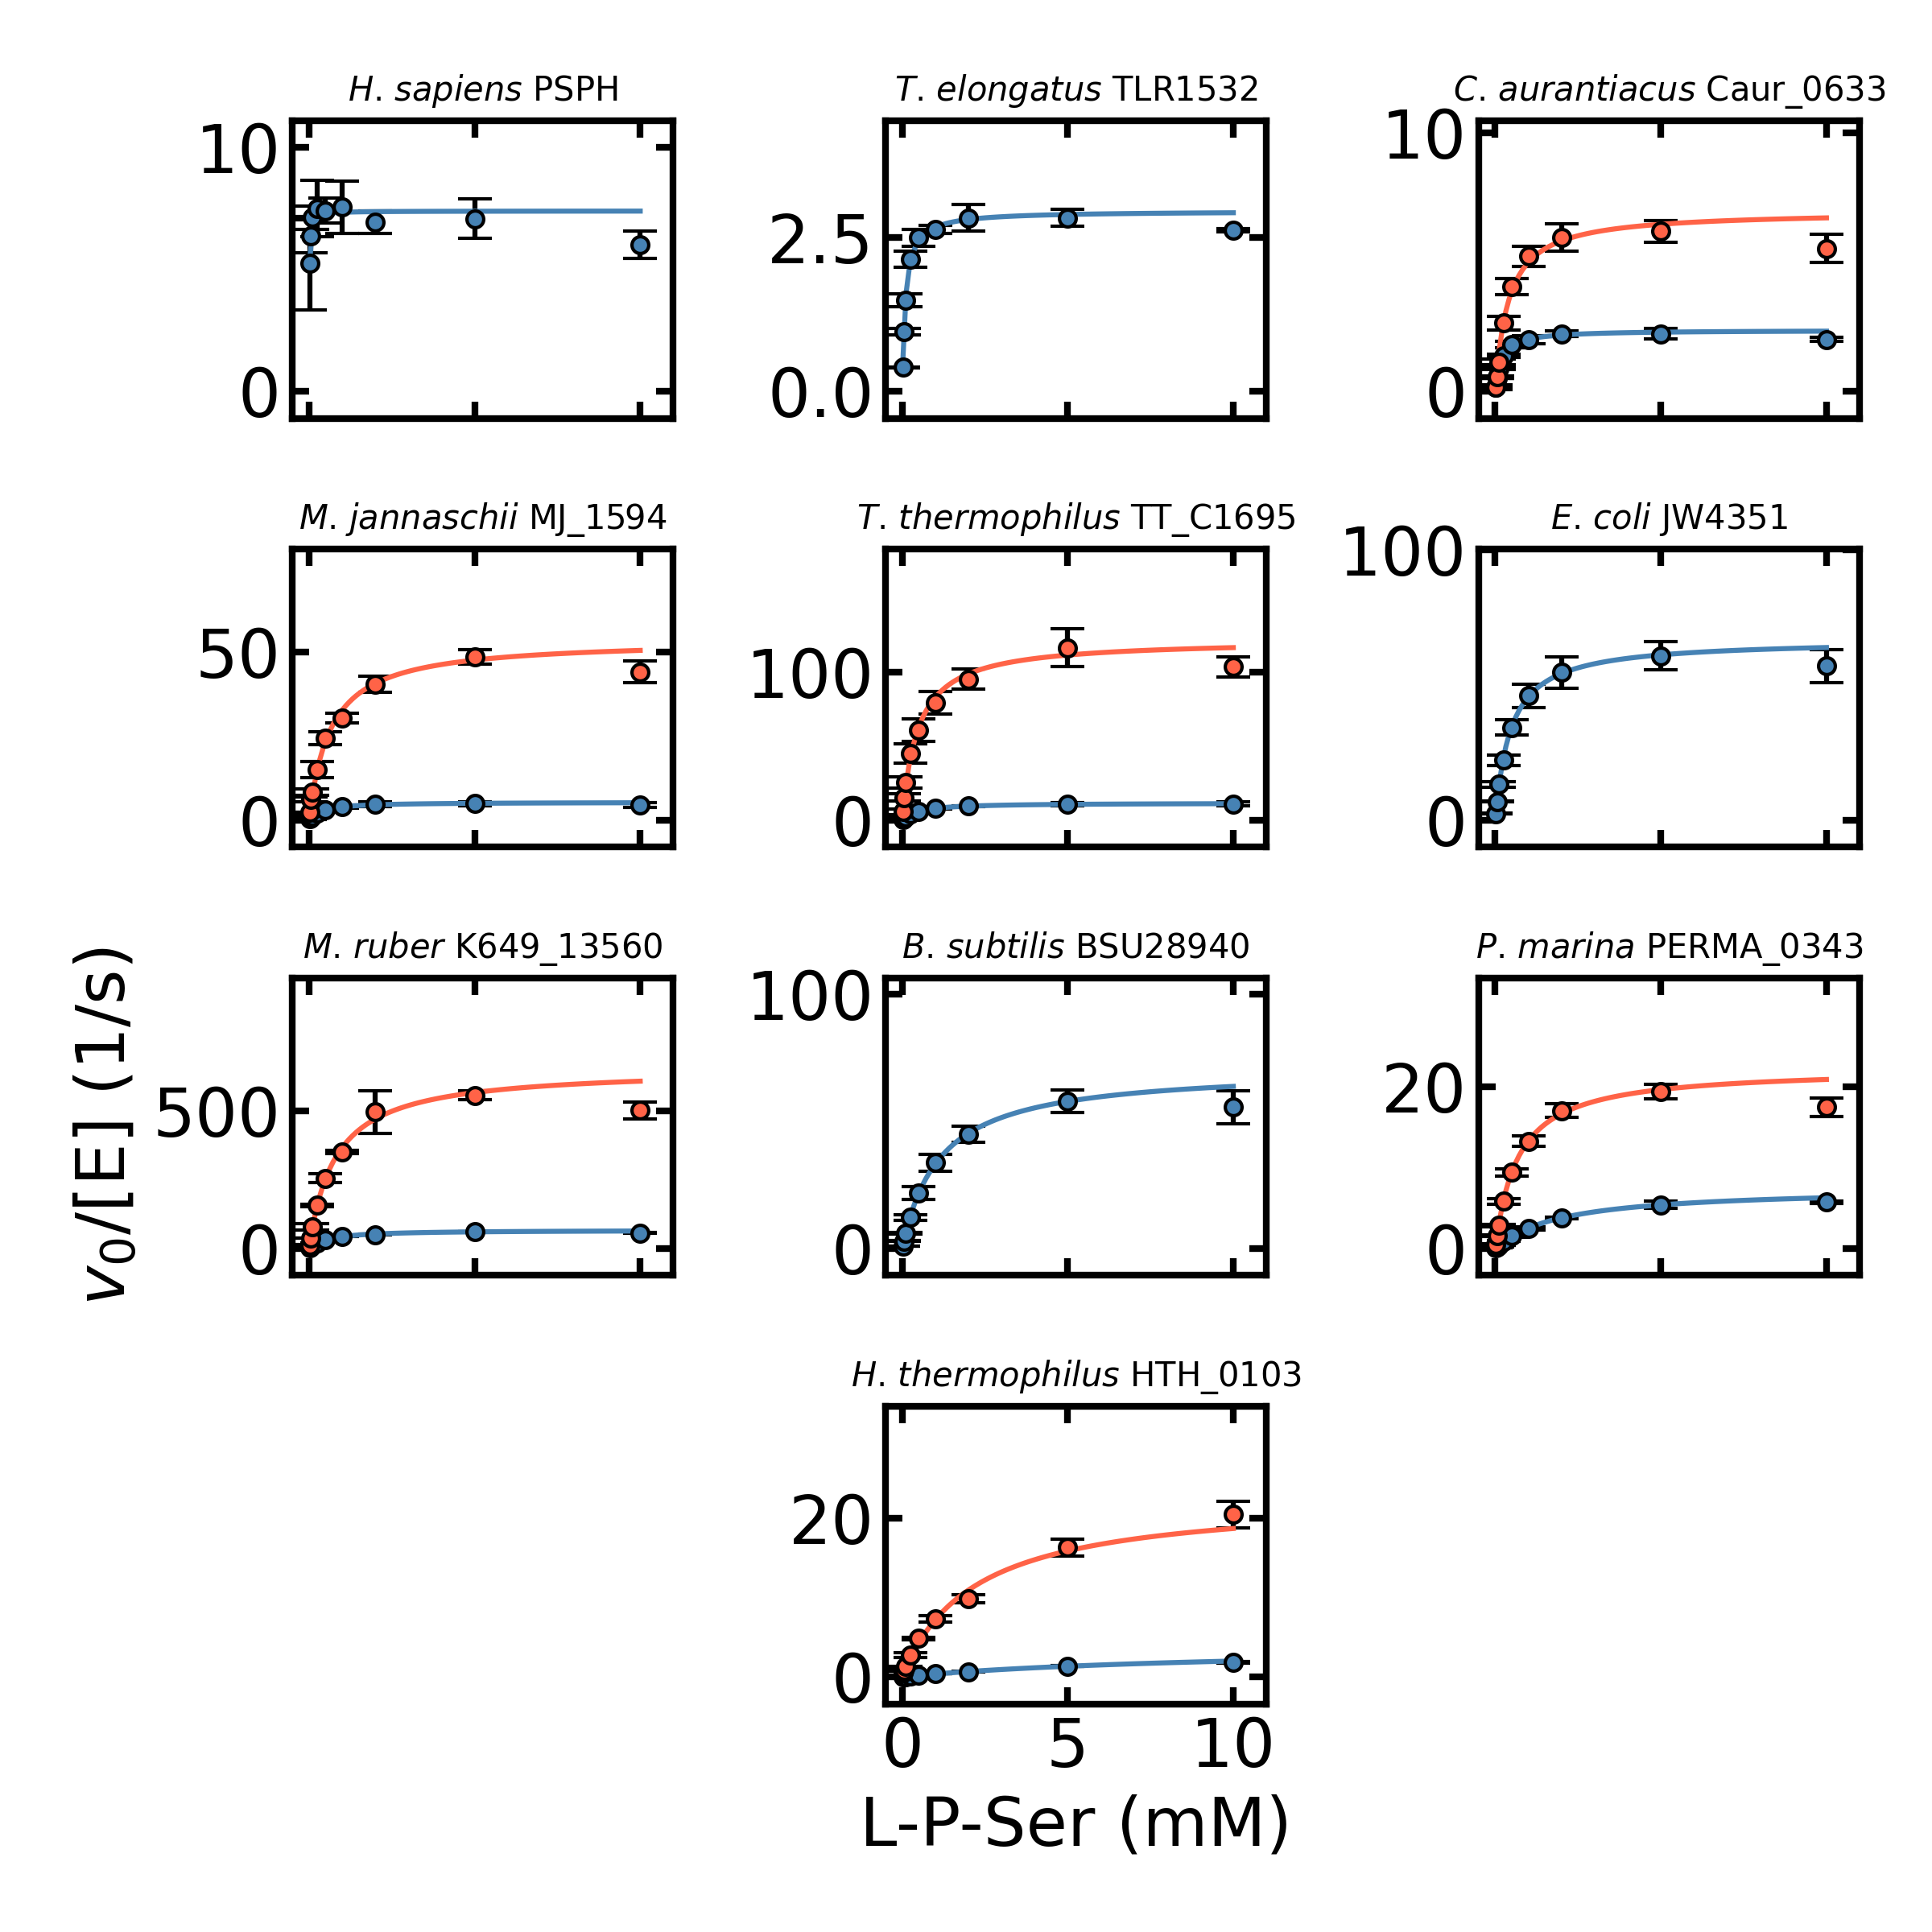 H. sapiens PSPH
10
0
T. elongatus TLR1532
2.5
0.0
C. aurantiacus Caur_0633
10
0
M. jannaschii MJ_1594
50
0
T. thermophilus TT_C1695
100
0
E. coli JW4351
100
0
M. ruber K649_13560
500
0
B. subtilis BSU28940
100
0
P. marina PERMA_0343
20
0
v₀/[E] (1/s)
H. thermophilus HTH_0103
20
0
0 5 10
L-P-Ser (mM)